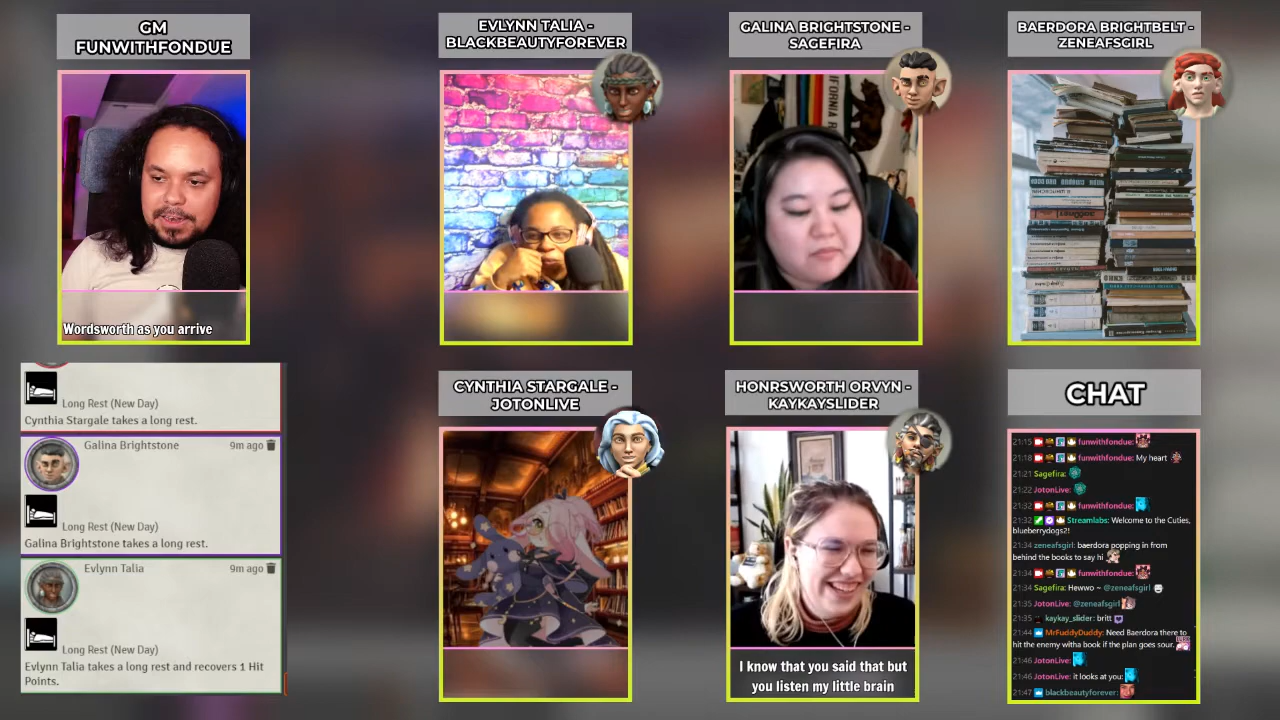 GM
FUNWITHFONDUE
EVLYNN TALIA -
BLACKBEAUTYFOREVER
GALINA BRIGHTSTONE -
SAGEFIRA
BAERDORA BRIGHTBELT -
ZENEAFSGIRL
Wordsworth as you arrive
Long Rest (New Day)
Cynthia Stargale takes a long rest.
Galina Brightstone 9m ago
Long Rest (New Day)
Galina Brightstone takes a long rest.
Evlynn Talia 9m ago
Long Rest (New Day)
Evlynn Talia takes a long rest and recovers 1 Hit
Points.
CYNTHIA STARGALE -
JOTONLIVE
HONRSWORTH ORVYN -
KAYKAYSLIDER
I know that you said that but
you listen my little brain
CHAT
21:15 funwithfondue:
21:18 funwithfondue: My heart
21:21 Sagefira:
21:22 JotonLive:
21:32 funwithfondue:
21:32 Streamlabs: Welcome to the Cuties,
blueberrydogs2!
21:34 zeneafsgirl: baerdora popping in from
behind the books to say hi
21:34 funwithfondue:
21:34 Sagefira: Hewwo ~ @zeneafsgirl
21:35 JotonLive: @zeneafsgirl
21:35 kaykay_slider: britt
21:44 MrFuddyDuddy: Need Baerdora there to
hit the enemy witha book if the plan goes sour.
21:46 JotonLive:
21:46 JotonLive: it looks at you:
21:47 blackbeautyforever: